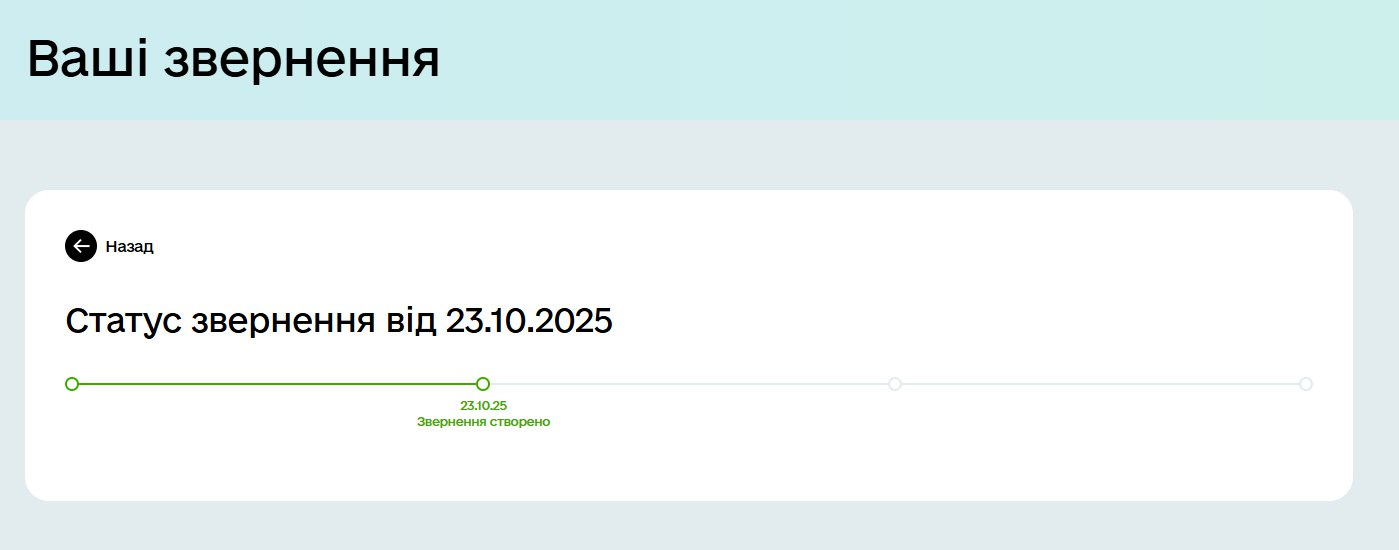 Ваші звернення
Назад
Статус звернення від 23.10.2025
23.10.25
Звернення створено